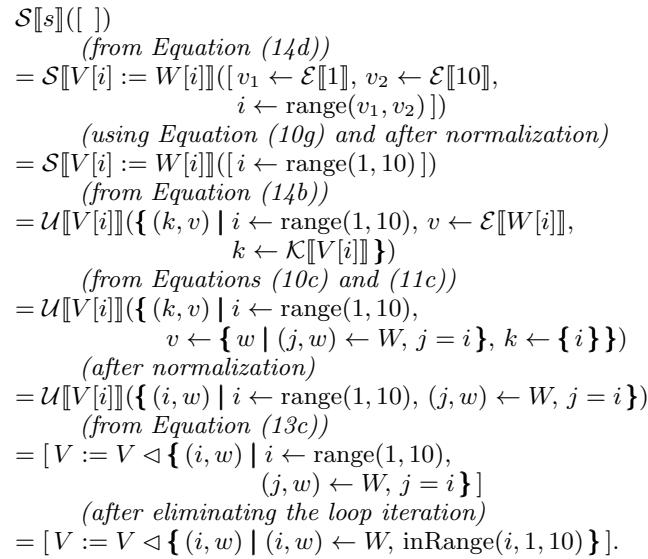 𝒮⟦s⟧([ ])
(from Equation (14d))
= 𝒮⟦V[i] := W[i]⟧([ v₁ ← ℰ⟦1⟧, v₂ ← ℰ⟦10⟧,
i ← range(v₁, v₂) ])
(using Equation (10g) and after normalization)
= 𝒮⟦V[i] := W[i]⟧([ i ← range(1, 10) ])
(from Equation (14b))
= 𝒰⟦V[i]⟧({ (k, v) | i ← range(1, 10), v ← ℰ⟦W[i]⟧,
k ← 𝒦⟦V[i]⟧ })
(from Equations (10c) and (11c))
= 𝒰⟦V[i]⟧({ (k, v) | i ← range(1, 10),
v ← { w | (j, w) ← W, j = i }, k ← { i } })
(after normalization)
= 𝒰⟦V[i]⟧({ (i, w) | i ← range(1, 10), (j, w) ← W, j = i })
(from Equation (13c))
= [ V := V ◁ { (i, w) | i ← range(1, 10),
(j, w) ← W, j = i } ]
(after eliminating the loop iteration)
= [ V := V ◁ { (i, w) | (i, w) ← W, inRange(i, 1, 10) } ].